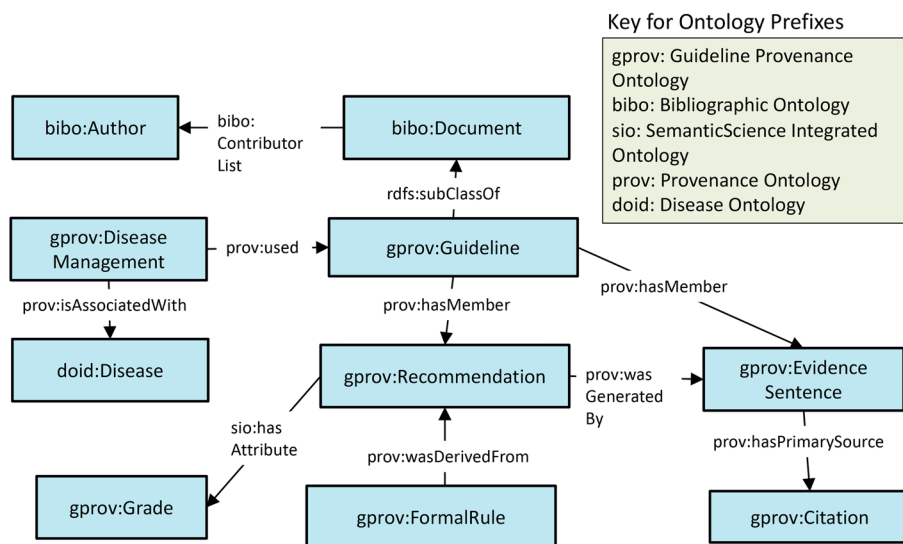 Key for Ontology Prefixes
gprov: Guideline Provenance
Ontology
bibo: Bibliographic Ontology
sio: SemanticScience Integrated
Ontology
prov: Provenance Ontology
doid: Disease Ontology
bibo:Author
bibo:
Contributor
List
bibo:Document
rdfs:subClassOf
gprov:Disease
Management
prov:used
gprov:Guideline
prov:hasMember
prov:isAssociatedWith
prov:hasMember
doid:Disease
gprov:Recommendation
prov:was
Generated
By
gprov:Evidence
Sentence
sio:has
Attribute
prov:wasDerivedFrom
prov:hasPrimarySource
gprov:Grade
gprov:FormalRule
gprov:Citation